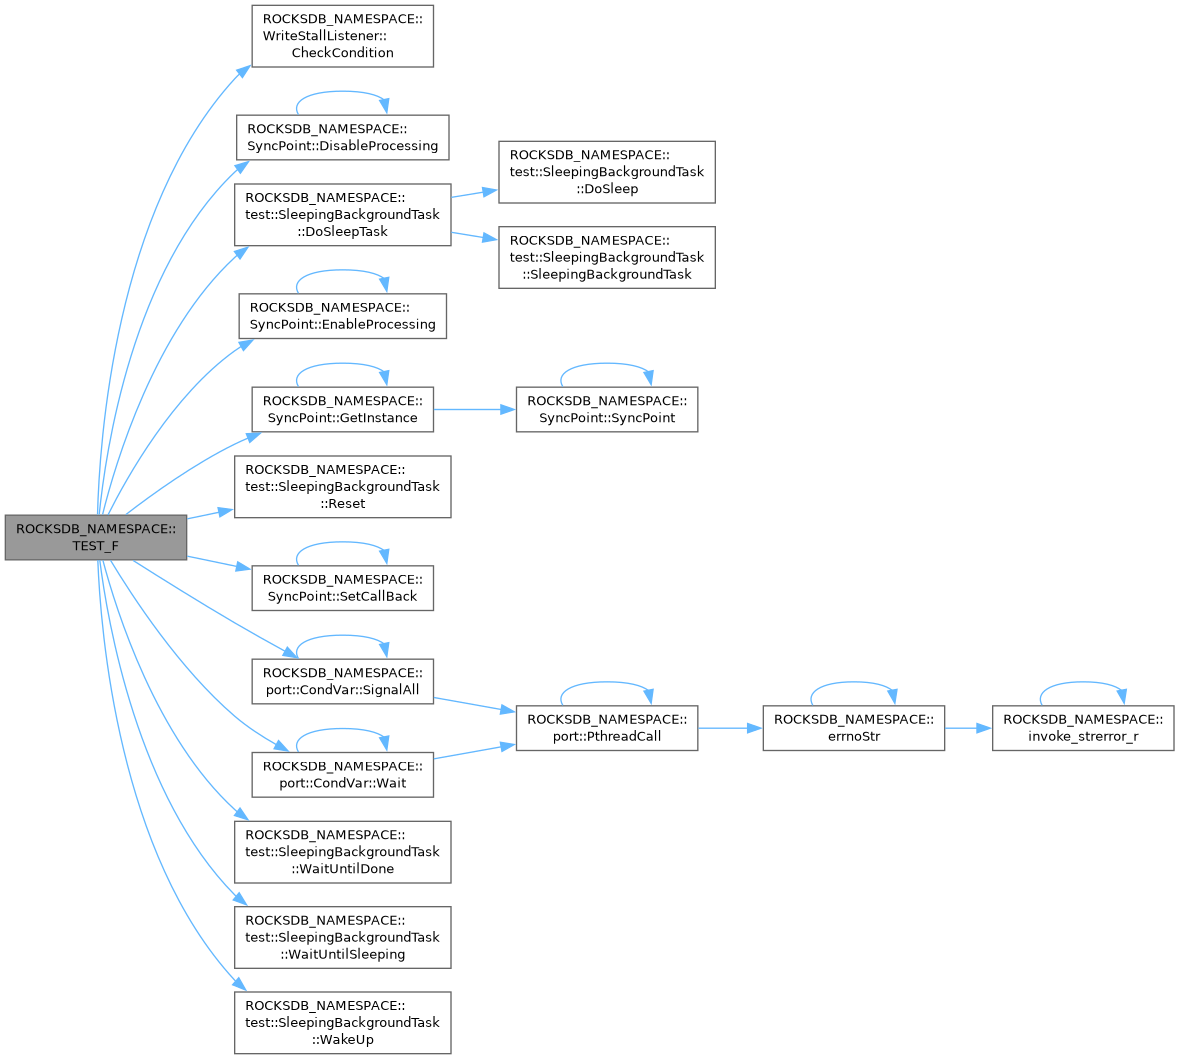 ROCKSDB_NAMESPACE::
TEST_F
ROCKSDB_NAMESPACE::
WriteStallListener::
CheckCondition
ROCKSDB_NAMESPACE::
SyncPoint::DisableProcessing
ROCKSDB_NAMESPACE::
test::SleepingBackgroundTask
::DoSleepTask
ROCKSDB_NAMESPACE::
test::SleepingBackgroundTask
::DoSleep
ROCKSDB_NAMESPACE::
test::SleepingBackgroundTask
::SleepingBackgroundTask
ROCKSDB_NAMESPACE::
SyncPoint::EnableProcessing
ROCKSDB_NAMESPACE::
SyncPoint::GetInstance
ROCKSDB_NAMESPACE::
SyncPoint::SyncPoint
ROCKSDB_NAMESPACE::
test::SleepingBackgroundTask
::Reset
ROCKSDB_NAMESPACE::
SyncPoint::SetCallBack
ROCKSDB_NAMESPACE::
port::CondVar::SignalAll
ROCKSDB_NAMESPACE::
port::PthreadCall
ROCKSDB_NAMESPACE::
errnoStr
ROCKSDB_NAMESPACE::
invoke_strerror_r
ROCKSDB_NAMESPACE::
port::CondVar::Wait
ROCKSDB_NAMESPACE::
test::SleepingBackgroundTask
::WaitUntilDone
ROCKSDB_NAMESPACE::
test::SleepingBackgroundTask
::WaitUntilSleeping
ROCKSDB_NAMESPACE::
test::SleepingBackgroundTask
::WakeUp